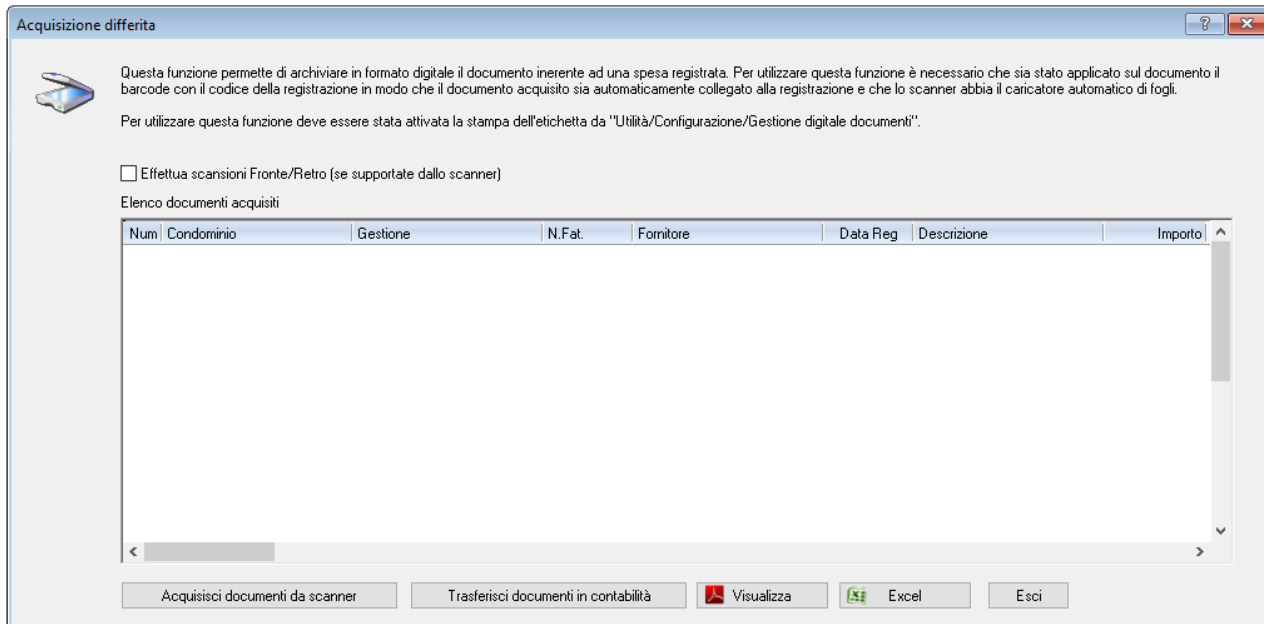 Acquisizione differita
Questa funzione permette di archiviare in formato digitale il documento inerente ad una spesa registrata. Per utilizzare questa funzione è necessario che sia stato applicato sul documento il
barcode con il codice della registrazione in modo che il documento acquisito sia automaticamente collegato alla registrazione e che lo scanner abbia il caricatore automatico di fogli.
Per utilizzare questa funzione deve essere stata attivata la stampa dell'etichetta da "Utilità/Configurazione/Gestione digitale documenti".
Effettua scansioni Fronte/Retro (se supportate dallo scanner)
Elenco documenti acquisiti
Num Condominio Gestione N.Fat. Fornitore Data Reg Descrizione Importo
Acquisisci documenti da scanner Trasferisci documenti in contabilità Visualizza Excel Esci